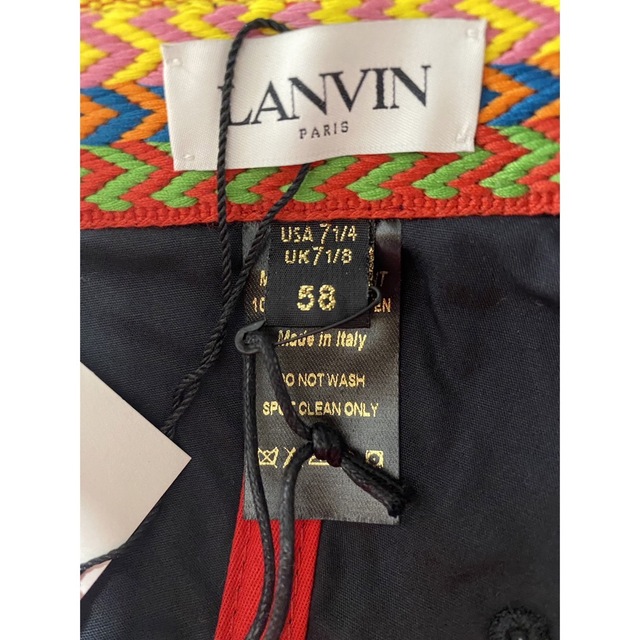 LANVIN
PARIS
USA 7 1/4
UK 7 1/8
58
Made in Italy
DO NOT WASH
SPOT CLEAN ONLY